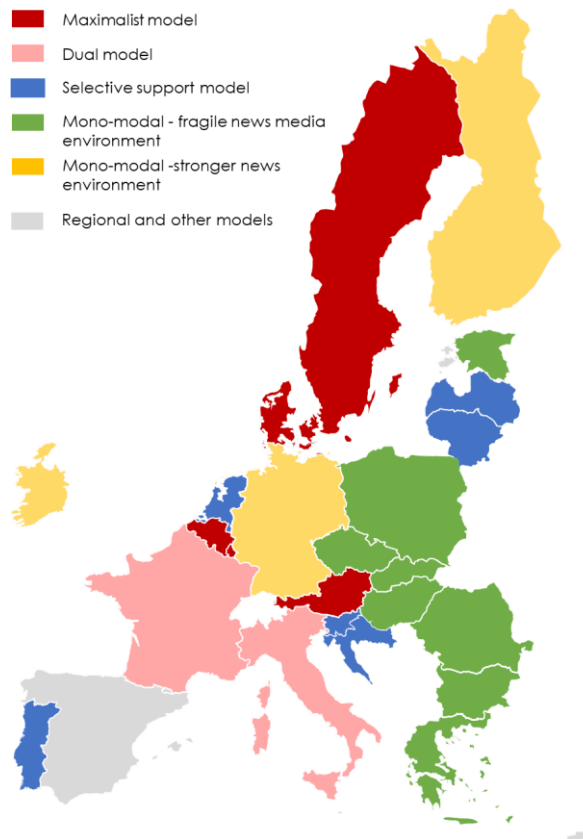 Maximalist model
Dual model
Selective support model
Mono-modal - fragile news media
environment
Mono-modal -stronger news
environment
Regional and other models